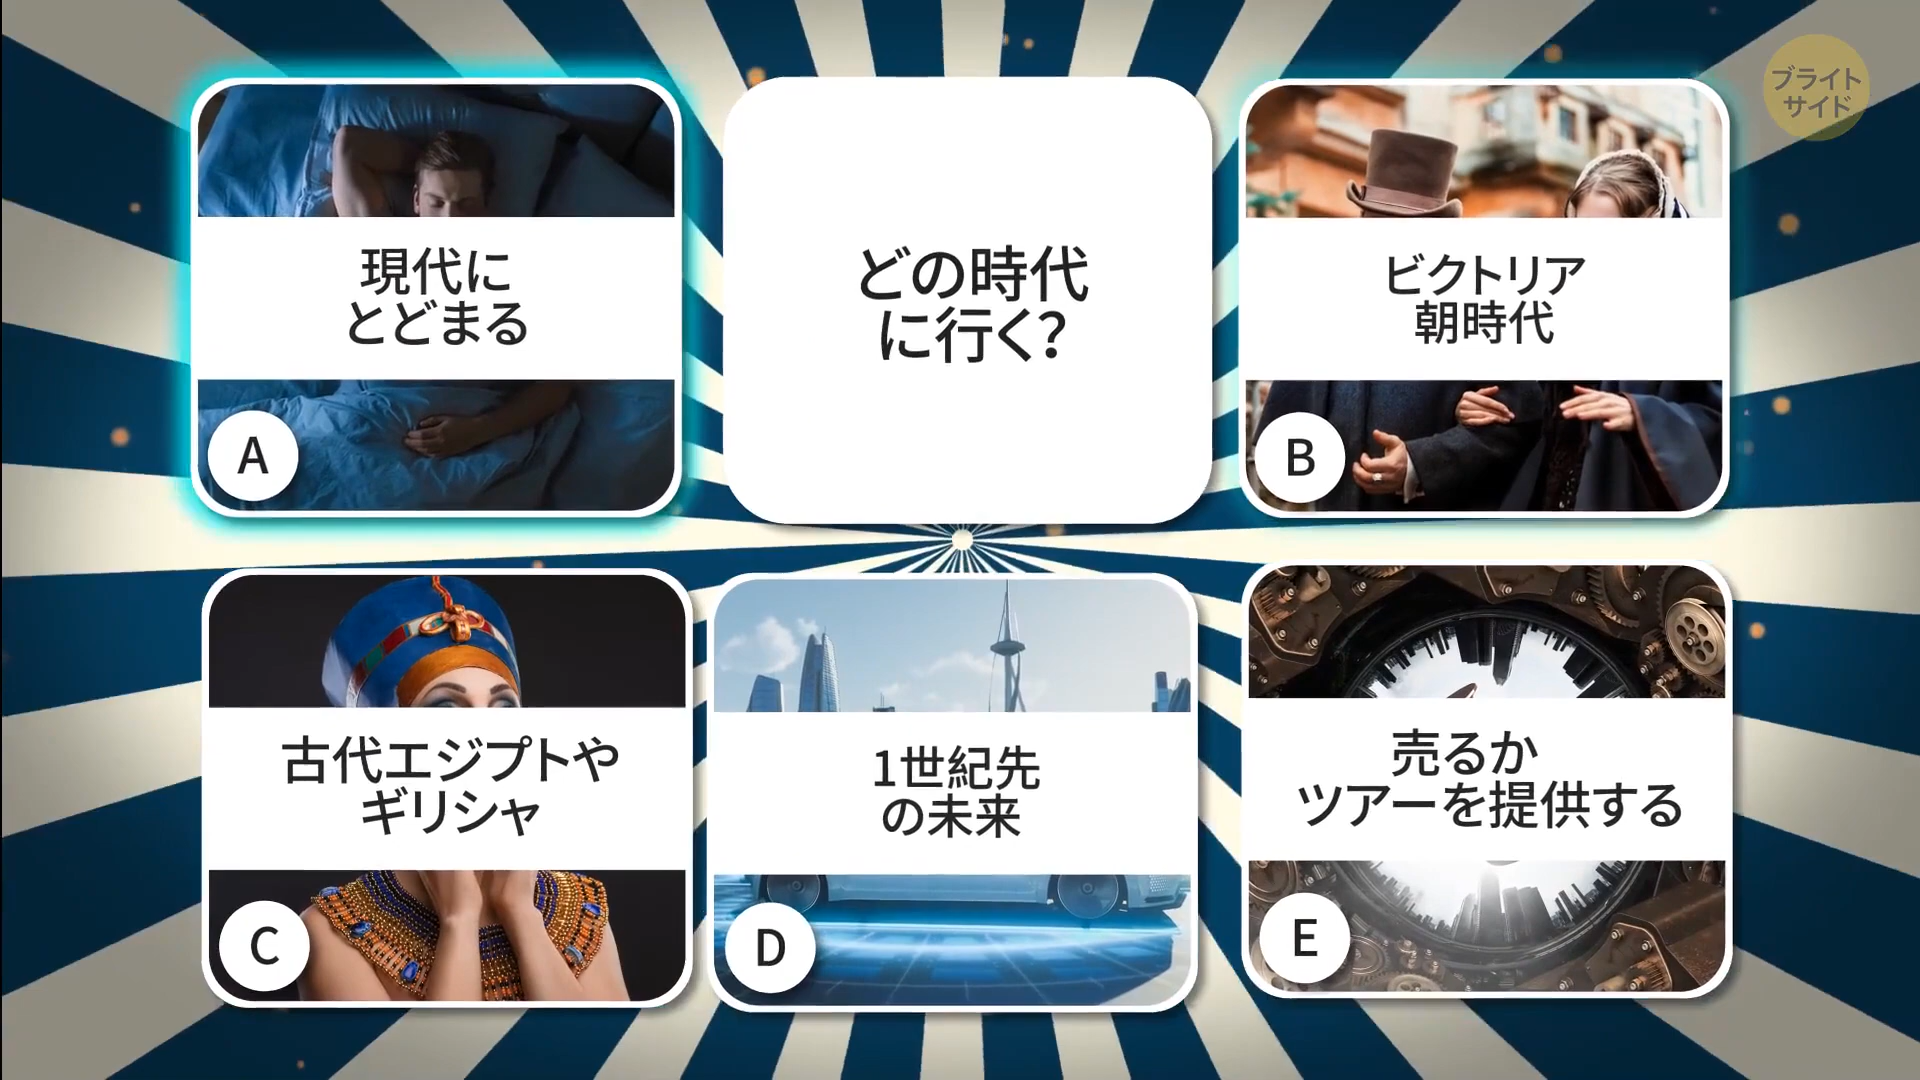 ブライト
サイド
現代に
とどまる
A
どの時代
に行く?
ビクトリア
朝時代
B
古代エジプトや
ギリシャ
C
1世紀先
の未来
D
売るか
ツアーを提供する
E